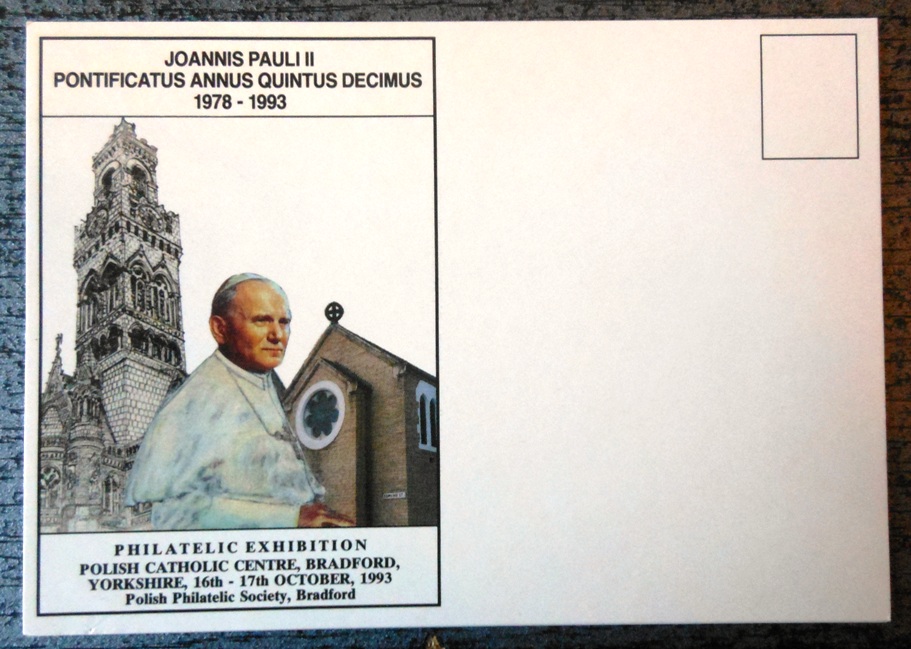 JOANNIS PAULI II
PONTIFICATUS ANNUS QUINTUS DECIMUS
1978 - 1993
PHILATELIC EXHIBITION
POLISH CATHOLIC CENTRE, BRADFORD,
YORKSHIRE, 16th - 17th OCTOBER, 1993
Polish Philatelic Society, Bradford